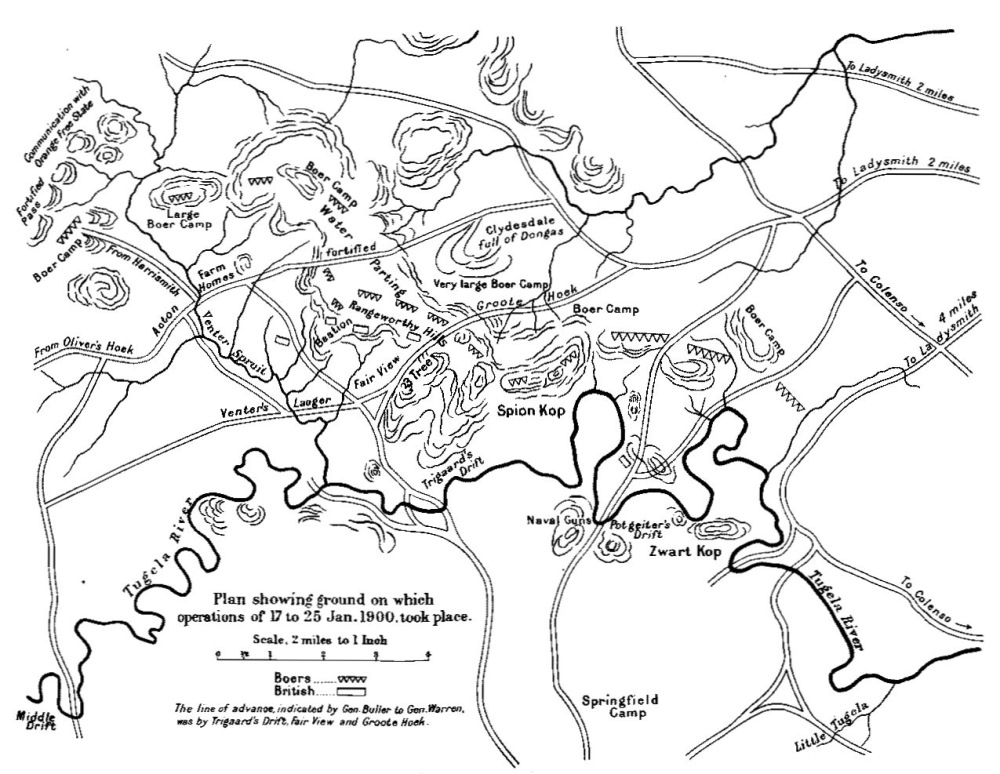 To Ladysmith 2 miles
Communication with
Orange Free State
To Ladysmith 2 miles
Fortified
Pass
Large
Boer Camp
Boer Camp
Water
Parting
Clydesdale
full of Dongas
Boer Camp
From Harrismith
Farm
Homes
fortified
Very large Boer Camp
Groote Hoek
To Colenso
Acton
Venter Spruit
Bastion
Rangeworthy Hills
Boer Camp
Boer Camp
4 miles
To Ladysmith
From Oliver's Hoek
Fair View
3 Tree
Venter's Lauger
Spion Kop
Trigaard's
Drift
Naval Guns
Potgeiter's
Drift
Zwart Kop
Tugela River
Tugela River
To Colenso
Plan showing ground on which
operations of 17 to 25 Jan. 1900. took place.
Scale, 2 miles to 1 Inch
0 ½ 1 2 3 4
Boers
British
The line of advance, indicated by Gen. Buller to Gen. Warren,
was by Trigaard's Drift, Fair View and Groote Hoek.
Middle
Drift
Springfield
Camp
Little Tugela